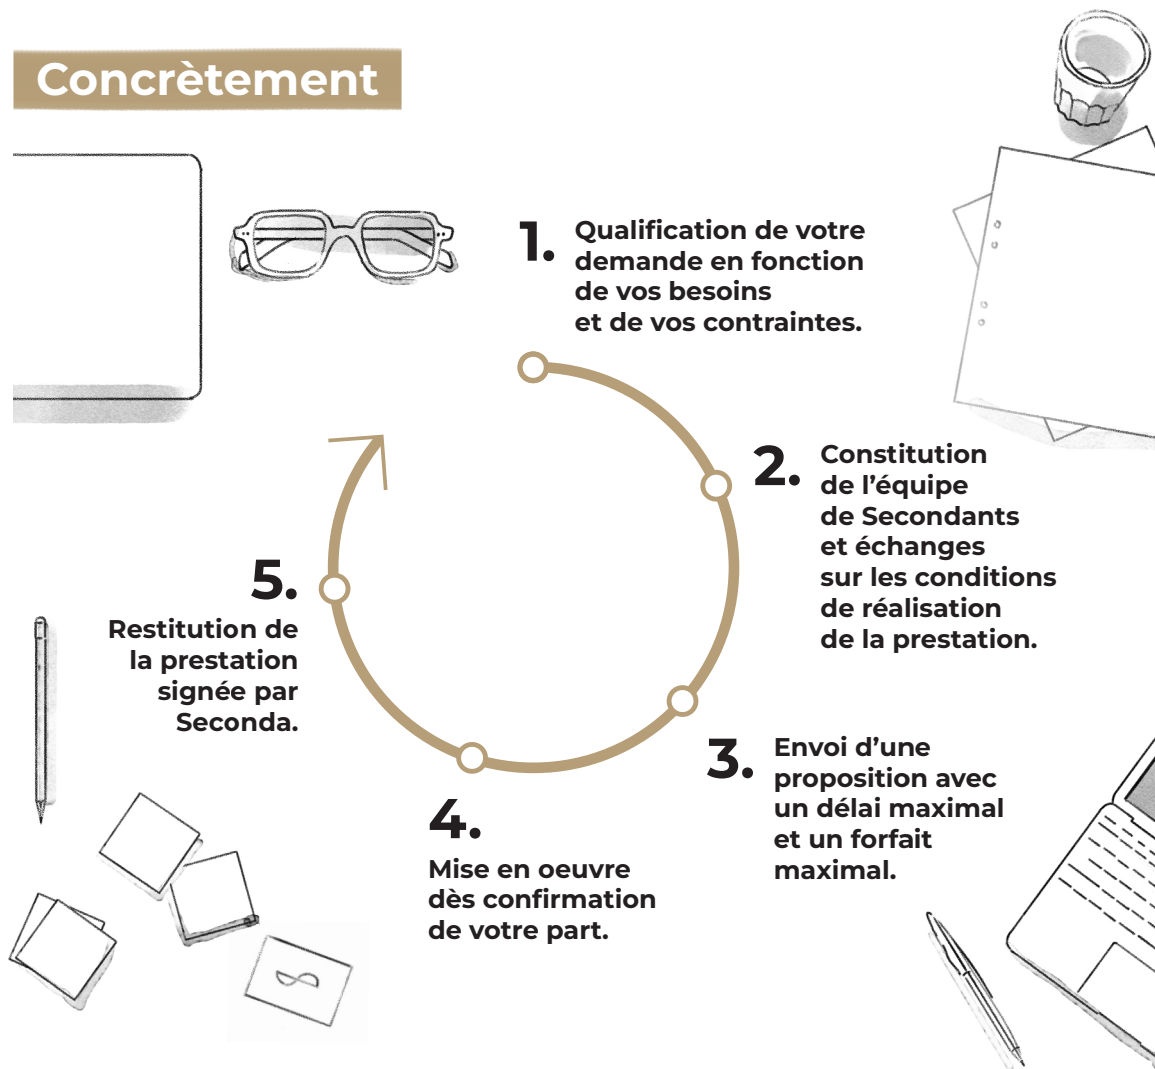 Concrètement
1.
Qualification de votre
demande en fonction
de vos besoins
et de vos contraintes.
2.
Constitution
de l’équipe
de Secondants
et échanges
sur les conditions
de réalisation
de la prestation.
3.
Envoi d’une
proposition avec
un délai maximal
et un forfait
maximal.
4.
Mise en oeuvre
dès confirmation
de votre part.
5.
Restitution de
la prestation
signée par
Seconda.